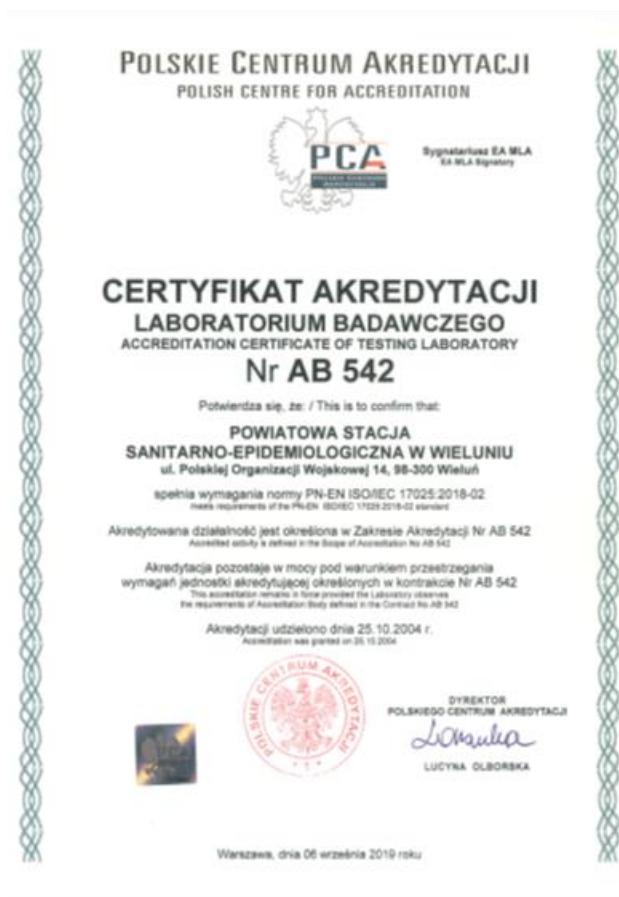 POLSKIE CENTRUM AKREDYTACJI
POLISH CENTRE FOR ACCREDITATION
PCA
POLSKIE CENTRUM
AKREDYTACJI
Sygnatariusz EA MLA
EA MLA Signatory
CERTYFIKAT AKREDYTACJI
LABORATORIUM BADAWCZEGO
ACCREDITATION CERTIFICATE OF TESTING LABORATORY
Nr AB 542
Potwierdza się, że: / This is to confirm that:
POWIATOWA STACJA
SANITARNO-EPIDEMIOLOGICZNA W WIELUNIU
ul. Polskiej Organizacji Wojskowej 14, 98-300 Wieluń
spełnia wymagania normy PN-EN ISO/IEC 17025:2018-02
meets requirements of the PN-EN ISO/IEC 17025:2018-02 standard
Akredytowana działalność jest określona w Zakresie Akredytacji Nr AB 542
Accredited activity is defined in the Scope of Accreditation No AB 542
Akredytacja pozostaje w mocy pod warunkiem przestrzegania
wymagań jednostki akredytującej określonych w kontrakcie Nr AB 542
This accreditation remains in force provided the Laboratory observes
the requirements of Accreditation Body defined in the Contract No AB 542
Akredytacji udzielono dnia 25.10.2004 r.
Accreditation was granted on 25.10.2004
POLSKIE CENTRUM AKREDYTACJI
DYREKTOR
POLSKIEGO CENTRUM AKREDYTACJI
LUCYNA OLBORSKA
Warszawa, dnia 06 września 2019 roku